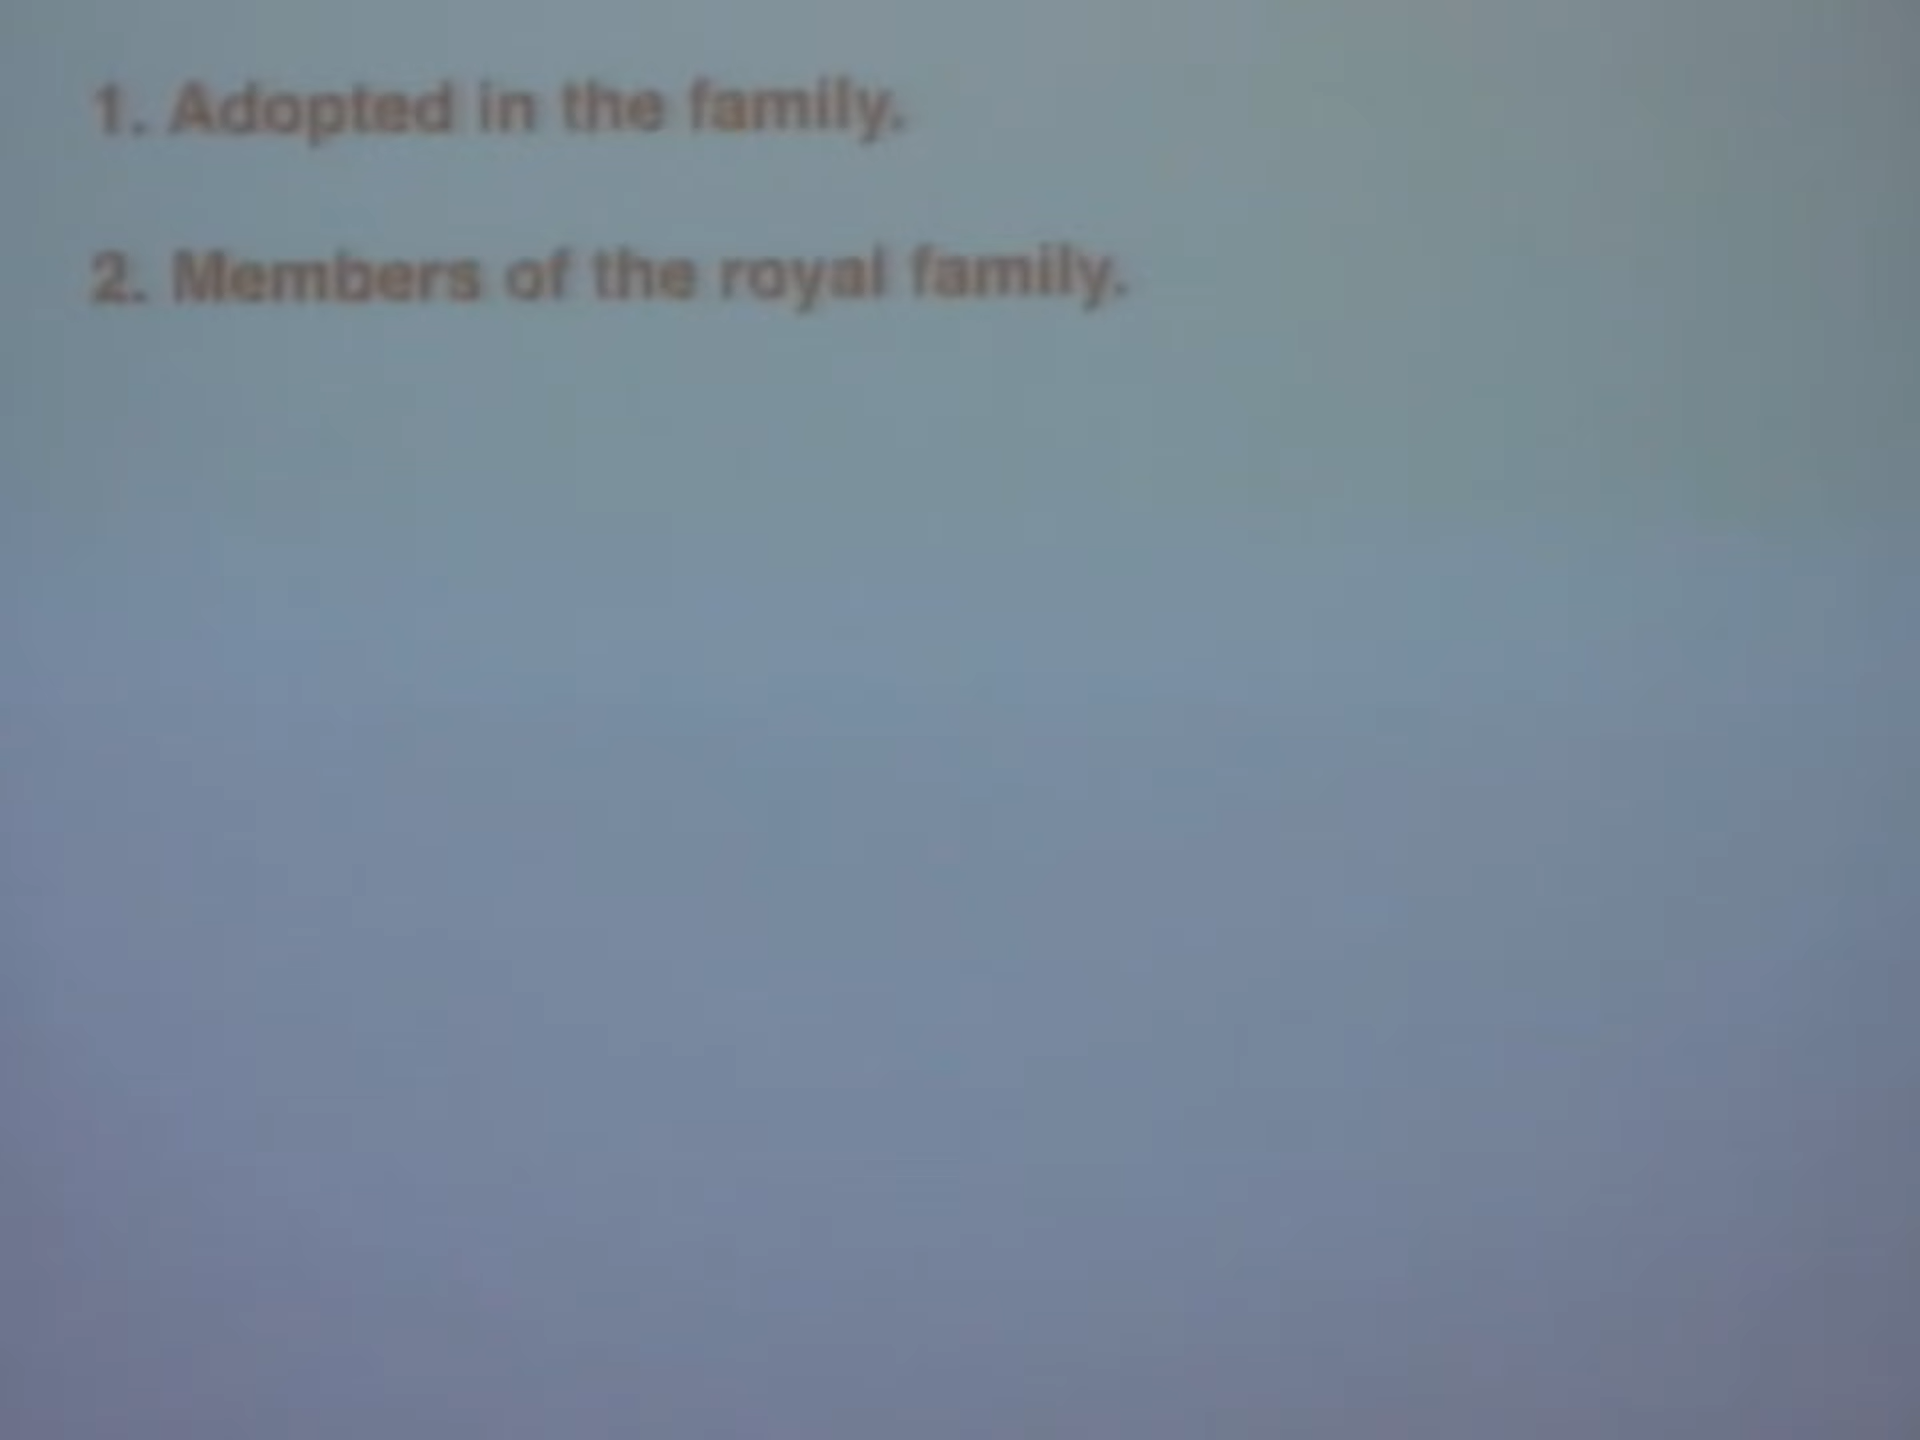 1. Adopted in the family.
2. Members of the royal family.